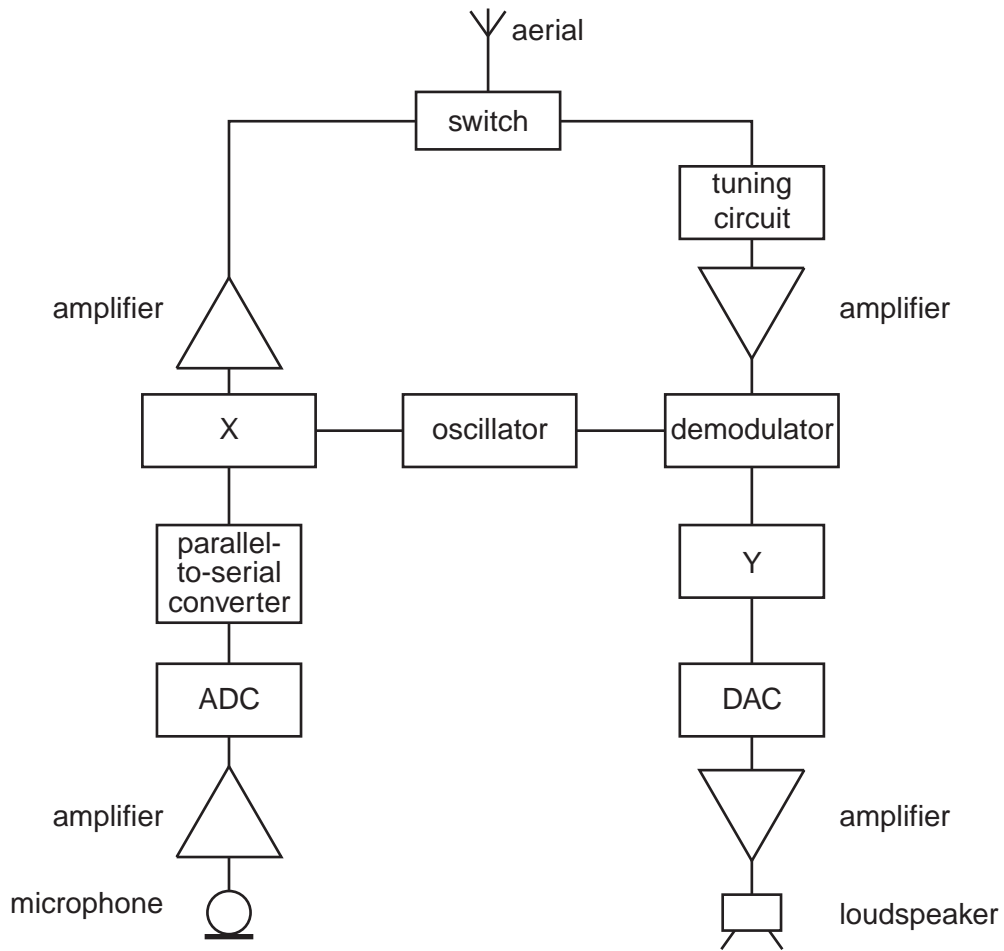 aerial
switch
tuning
circuit
amplifier
amplifier
X
oscillator
demodulator
parallel-
to-serial
converter
Y
ADC
DAC
amplifier
amplifier
microphone
loudspeaker